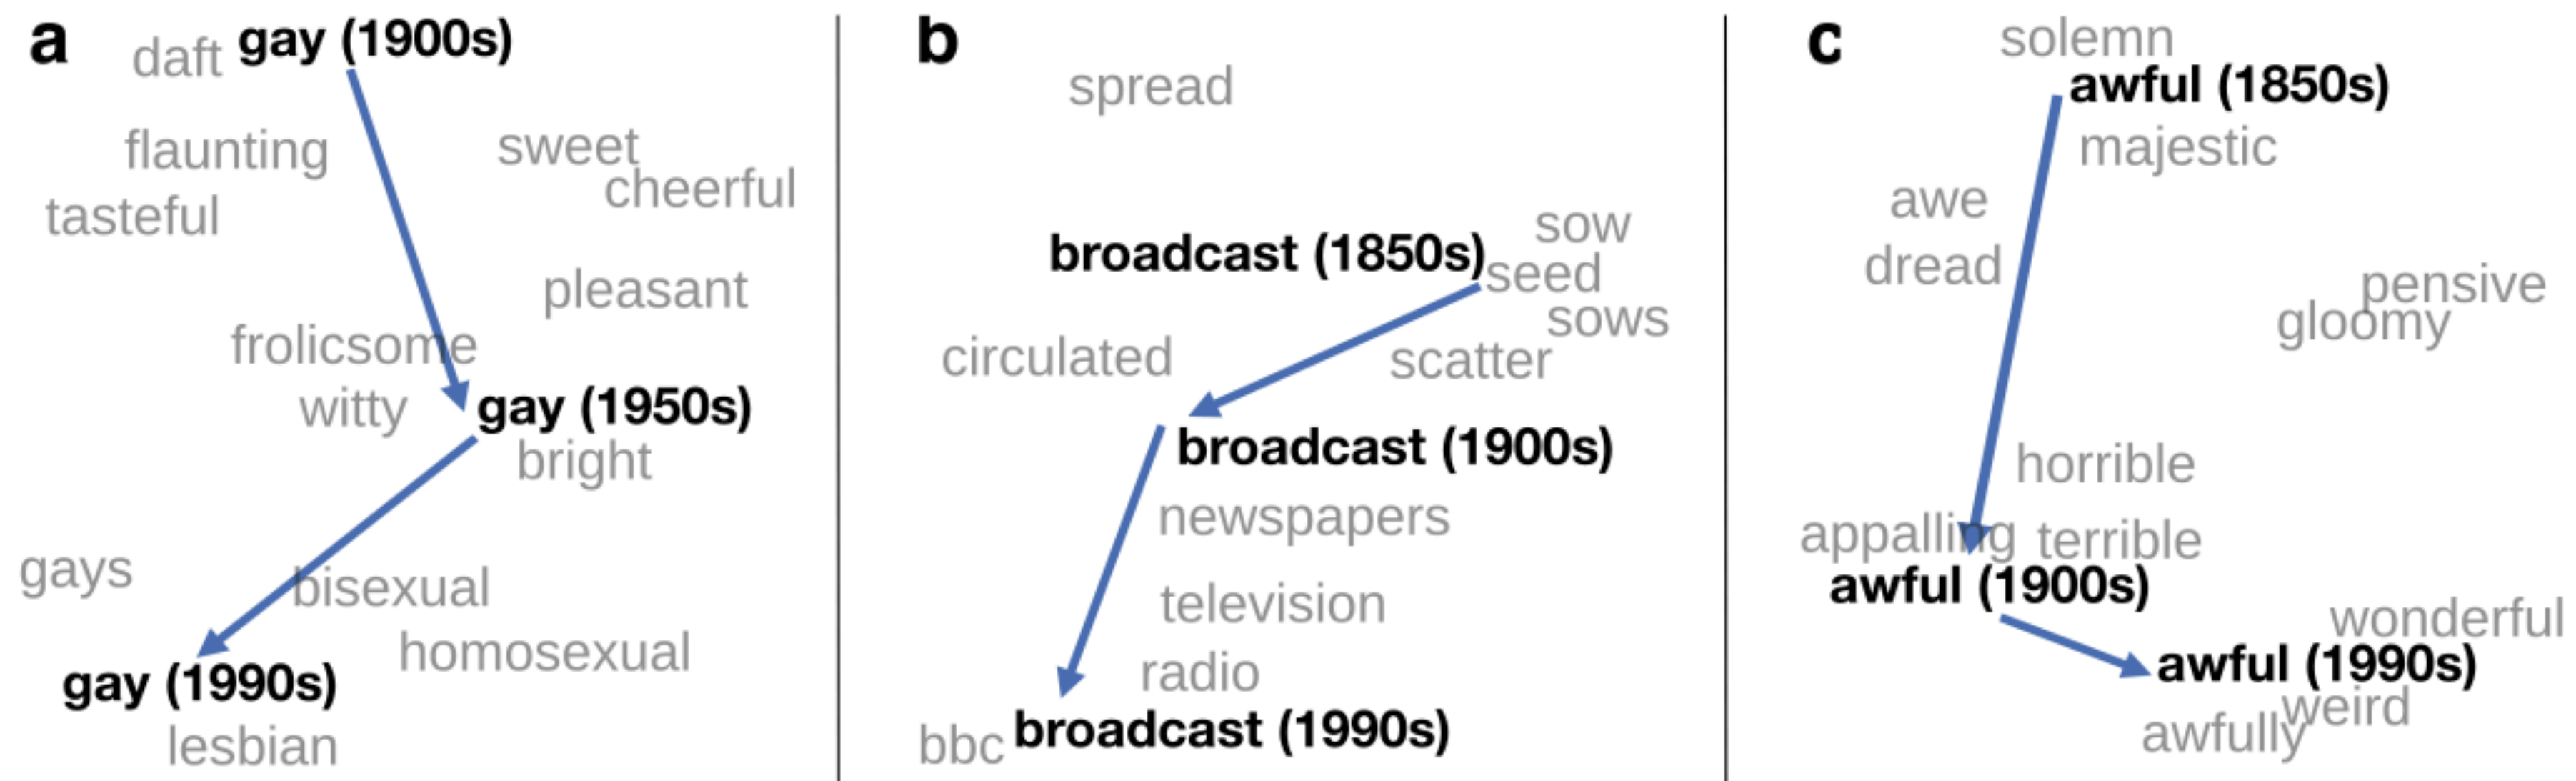 a
daft gay (1900s)
flaunting
sweet
cheerful
tasteful
pleasant
frolicsome
witty
gay (1950s)
bright
gays
bisexual
homosexual
gay (1990s)
lesbian
b
spread
broadcast (1850s)
sow
seed
sows
circulated
scatter
broadcast (1900s)
newspapers
television
radio
bbc broadcast (1990s)
c
solemn
awful (1850s)
majestic
awe
dread
pensive
gloomy
horrible
appalling terrible
awful (1900s)
wonderful
awful (1990s)
weird
awfully